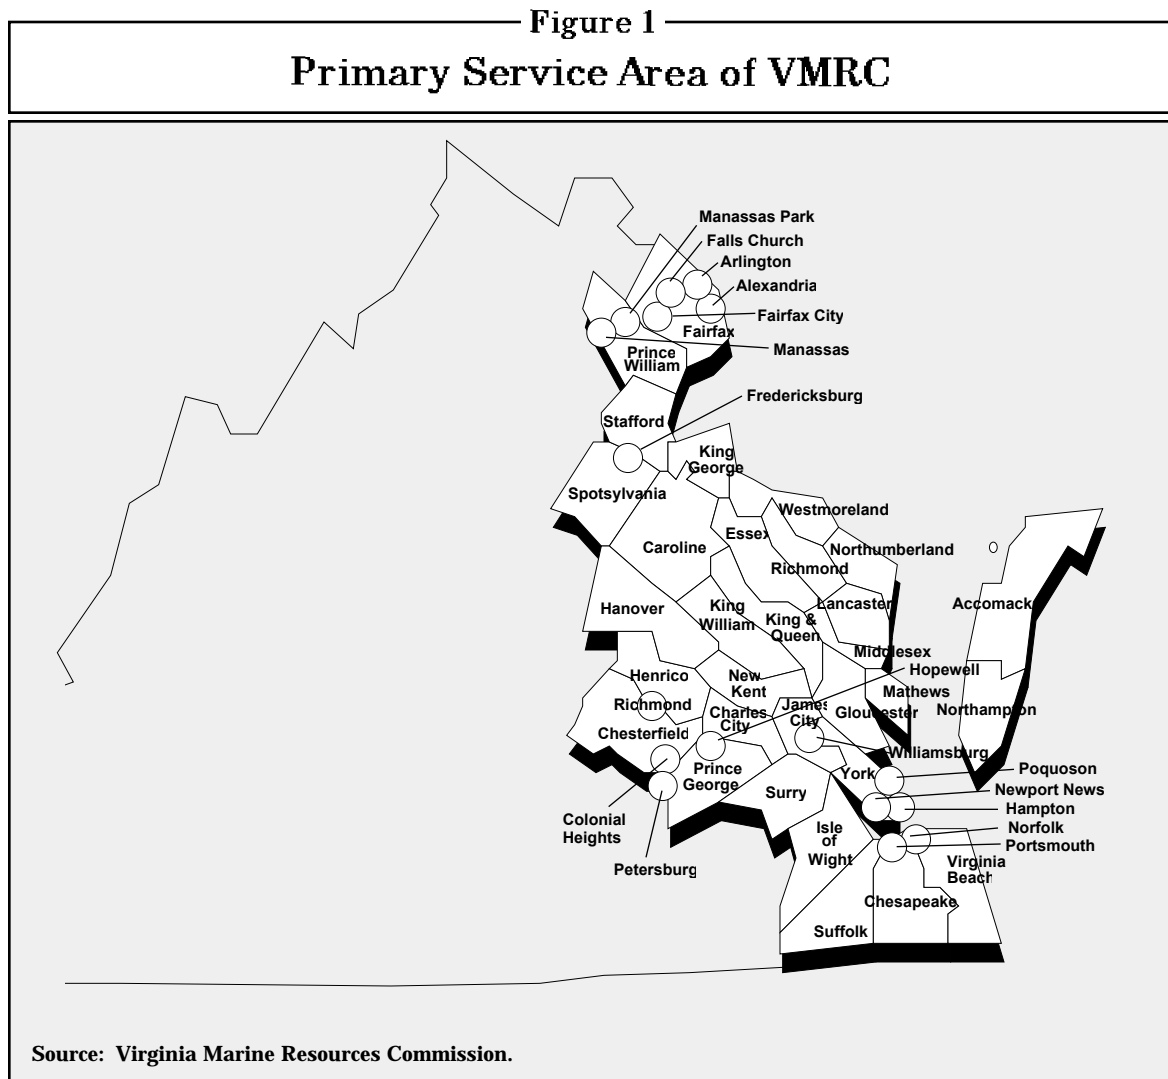 Figure 1
Primary Service Area of VMRC
Manassas Park
Falls Church
Arlington
Alexandria
Fairfax City
Fairfax
Manassas
Prince
William
Fredericksburg
Stafford
King
George
Spotsylvania
Westmoreland
Essex
Caroline
Northumberland
Richmond
Hanover
King
William
King &
Queen
Lancaster
Accomack
Middlesex
Hopewell
Henrico
New
Kent
Mathews
Richmond
Charles
City
James
City
Gloucester
Northampton
Chesterfield
Williamsburg
Prince
George
York
Poquoson
Surry
Newport News
Hampton
Colonial
Heights
Isle
of
Wight
Norfolk
Portsmouth
Petersburg
Virginia
Beach
Chesapeake
Suffolk
Source: Virginia Marine Resources Commission.